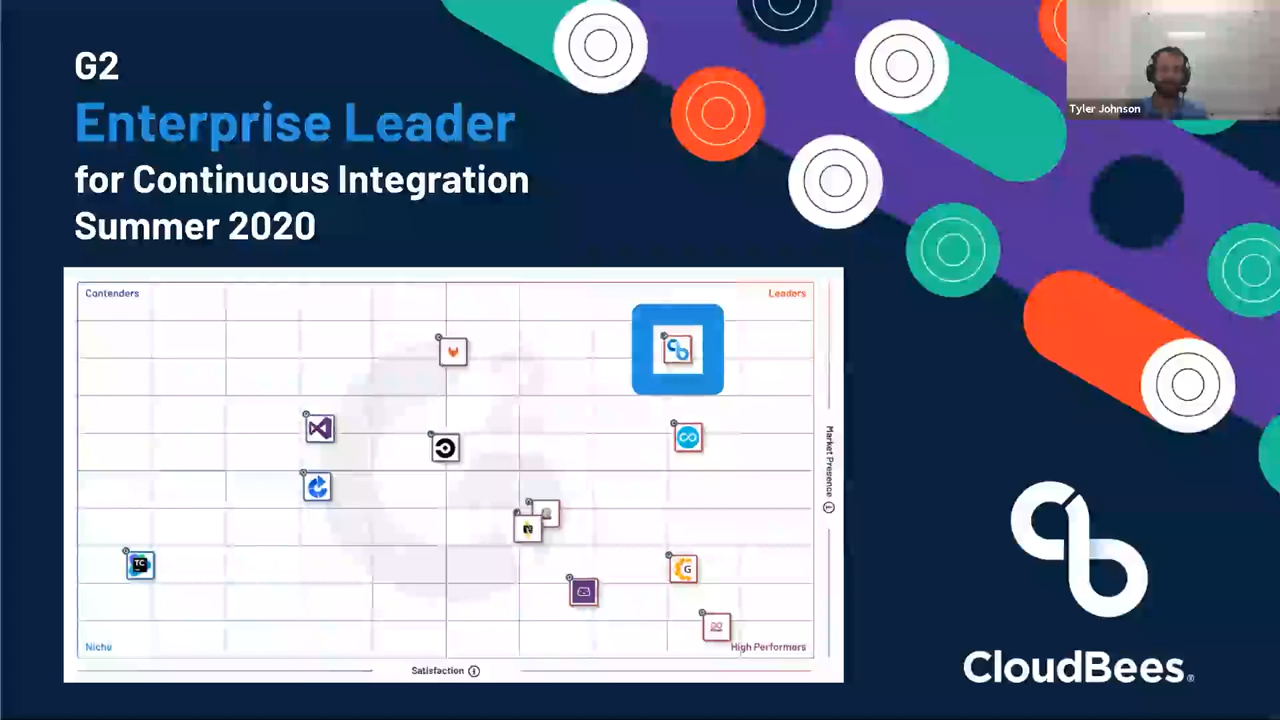 G2
Enterprise Leader
for Continuous Integration
Summer 2020
Tyler Johnson
Contenders
Leaders
TC
G
Market Presence
Niche
High Performers
Satisfaction
CloudBees®